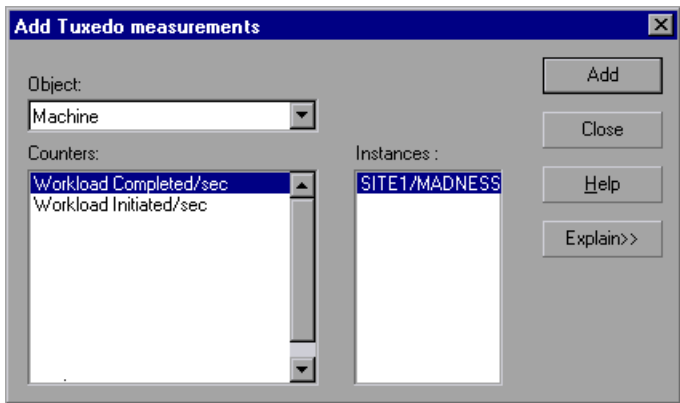 Add Tuxedo measurements
Object:
Machine
Counters:
Workload Completed/sec
Workload Initiated/sec
Instances :
SITE1/MADNESS
Add
Close
Help
Explain>>